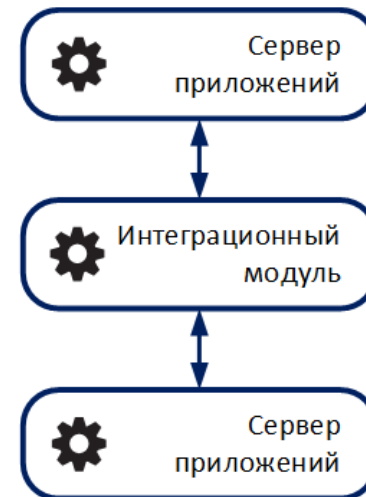 Сервер
приложений
Интеграционный
модуль
Сервер
приложений